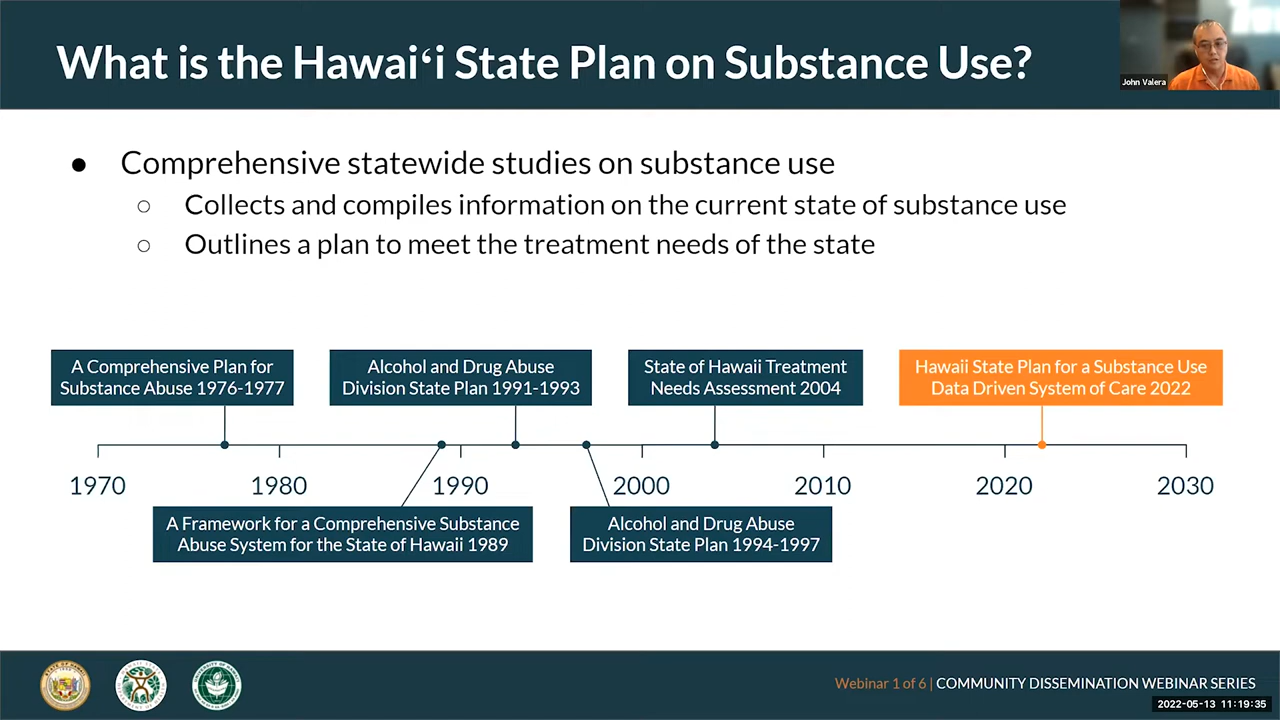 What is the Hawaiʻi State Plan on Substance Use?
John Valera
● Comprehensive statewide studies on substance use
○ Collects and compiles information on the current state of substance use
○ Outlines a plan to meet the treatment needs of the state
A Comprehensive Plan for
Substance Abuse 1976-1977
Alcohol and Drug Abuse
Division State Plan 1991-1993
State of Hawaii Treatment
Needs Assessment 2004
Hawaii State Plan for a Substance Use
Data Driven System of Care 2022
1970 1980 1990 2000 2010 2020 2030
A Framework for a Comprehensive Substance
Abuse System for the State of Hawaii 1989
Alcohol and Drug Abuse
Division State Plan 1994-1997
Webinar 1 of 6 | COMMUNITY DISSEMINATION WEBINAR SERIES
2022-05-13 11:19:35